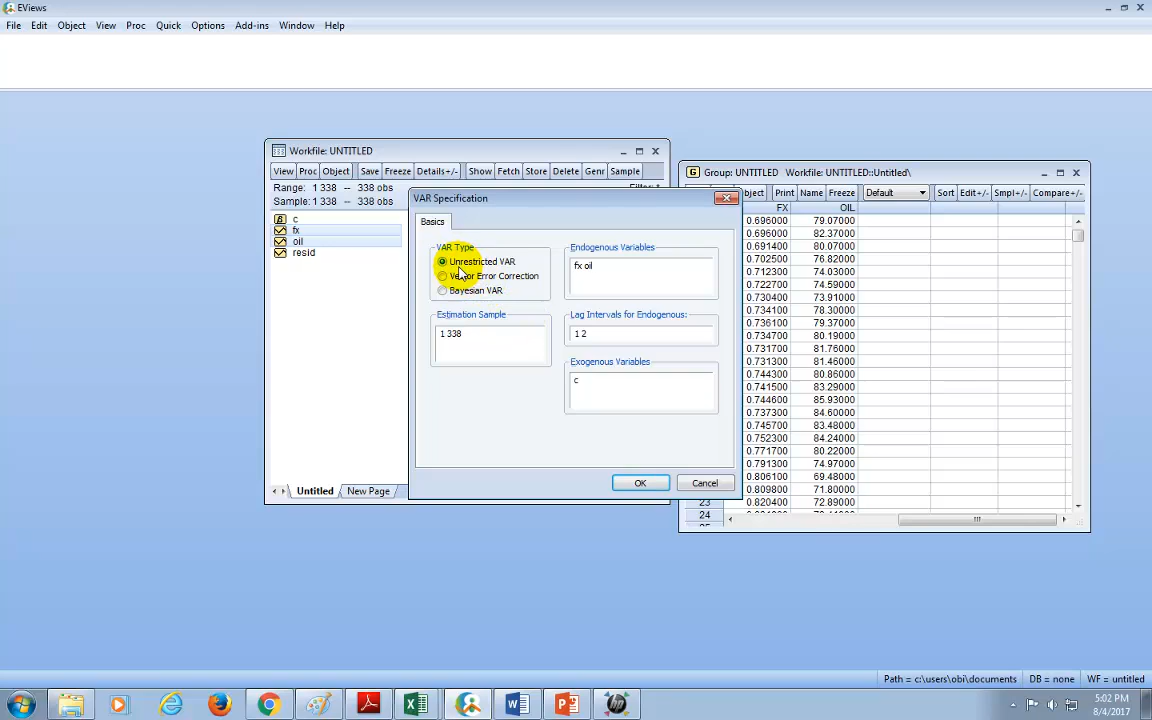 EViews
File Edit Object View Proc Quick Options Add-ins Window Help
Workfile: UNTITLED
View Proc Object Save Freeze Details+/- Show Fetch Store Delete Genr Sample
Range: 1 338 -- 338 obs
Sample: 1 338 -- 338 obs
c
fx
oil
resid
Untitled New Page
VAR Specification
Basics
VAR Type
Unrestricted VAR
Vector Error Correction
Bayesian VAR
Estimation Sample
1 338
Endogenous Variables
fx oil
Lag Intervals for Endogenous:
1 2
Exogenous Variables
c
OK Cancel
Group: UNTITLED Workfile: UNTITLED::Untitled\
Print Name Freeze Default Sort Edit+/- Smpl+/- Compare+/-
FX OIL
0.696000 79.07000
0.696000 82.37000
0.691400 80.07000
0.702500 76.82000
0.712300 74.03000
0.722700 74.59000
0.730400 73.91000
0.734100 78.30000
0.736100 79.37000
0.734700 80.19000
0.731700 81.76000
0.731300 81.46000
0.744300 80.86000
0.741500 83.29000
0.744600 85.93000
0.737300 84.60000
0.745700 83.48000
0.752300 84.24000
0.771700 80.22000
0.791300 74.97000
0.806100 69.48000
0.809800 71.80000
23 0.820400 72.89000
24
Path = c:\users\obi\documents DB = none WF = untitled
5:02 PM
8/4/2017